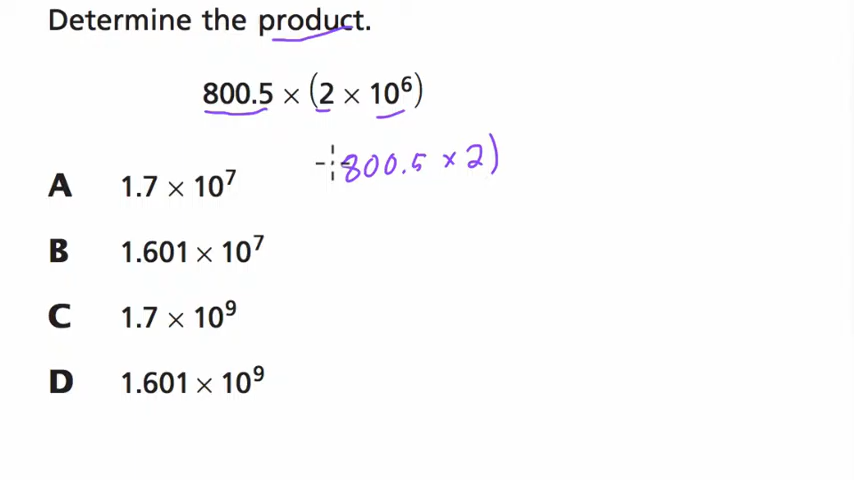 Determine the product.
800.5 × (2 × 10⁶)
800.5 × 2)
A 1.7 × 10⁷
B 1.601 × 10⁷
C 1.7 × 10⁹
D 1.601 × 10⁹